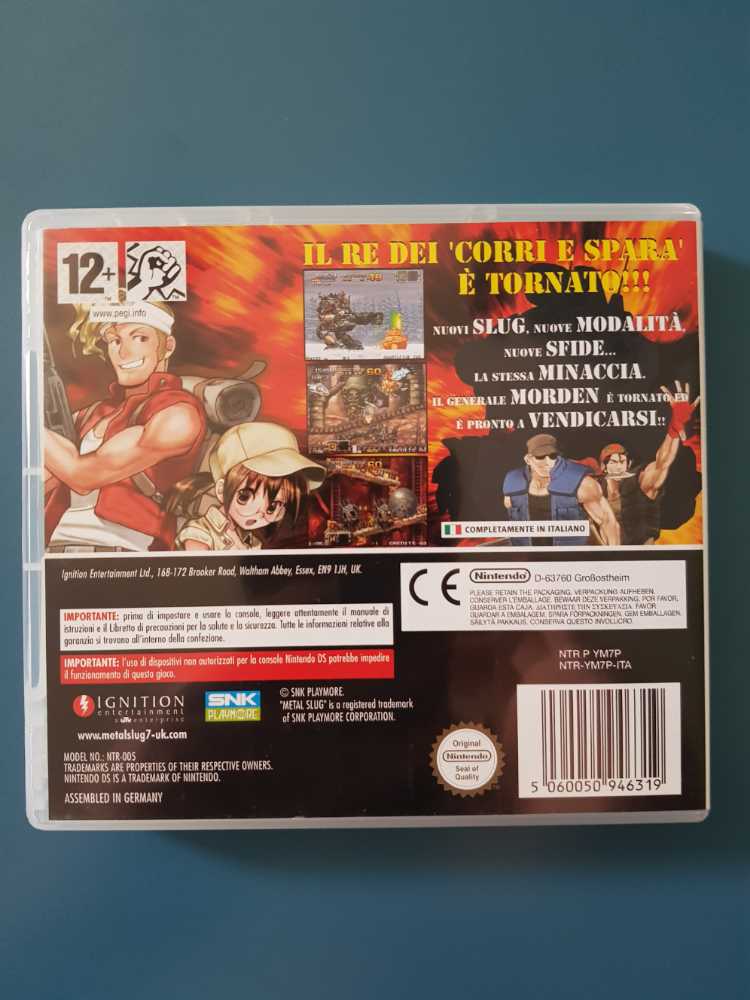 12+
www.pegi.info
IL RE DEI 'CORRI E SPARA'
È TORNATO!!!
NUOVI SLUG, NUOVE MODALITÀ,
NUOVE SFIDE...
LA STESSA MINACCIA.
IL GENERALE MORDEN È TORNATO ED
È PRONTO A VENDICARSI!!
COMPLETAMENTE IN ITALIANO
Ignition Entertainment Ltd., 168-172 Brooker Road, Waltham Abbey, Essex, EN9 1JH, UK.
IMPORTANTE: prima di impostare e usare la console, leggere attentamente il manuale di
istruzioni e il Libretto di precauzioni per la salute e la sicurezza. Tutte le informazioni relative alla
garanzia si trovano all'interno della confezione.
IMPORTANTE: l'uso di dispositivi non autorizzati per la console Nintendo DS potrebbe impedire
il funzionamento di questo gioco.
CE
Nintendo D-63760 Großostheim
PLEASE RETAIN THE PACKAGING. VERPACKUNG AUFHEBEN.
CONSERVER L'EMBALLAGE. BEWAAR DEZE VERPAKKING. POR FAVOR,
GUARDA ESTA CAJA. ΔΙΑΤΗΡΗΣΤΕ ΤΗΝ ΣΥΣΚΕΥΑΣΙΑ. FAVOR
GUARDAR A EMBALAGEM. SPARA FÖRPACKNINGEN. GEM EMBALLAGEN.
SÄILYTÄ PAKKAUS. CONSERVA QUESTO INVOLUCRO.
NTR P YM7P
NTR-YM7P-ITA
IGNITION
entertainment
a utv enterprise
www.metalslug7-uk.com
SNK
PLAYMORE
© SNK PLAYMORE.
"METAL SLUG" is a registered trademark
of SNK PLAYMORE CORPORATION.
MODEL NO.: NTR-005
TRADEMARKS ARE PROPERTIES OF THEIR RESPECTIVE OWNERS.
NINTENDO DS IS A TRADEMARK OF NINTENDO.
ASSEMBLED IN GERMANY
Original
Nintendo
Seal of
Quality
5 060050 946319